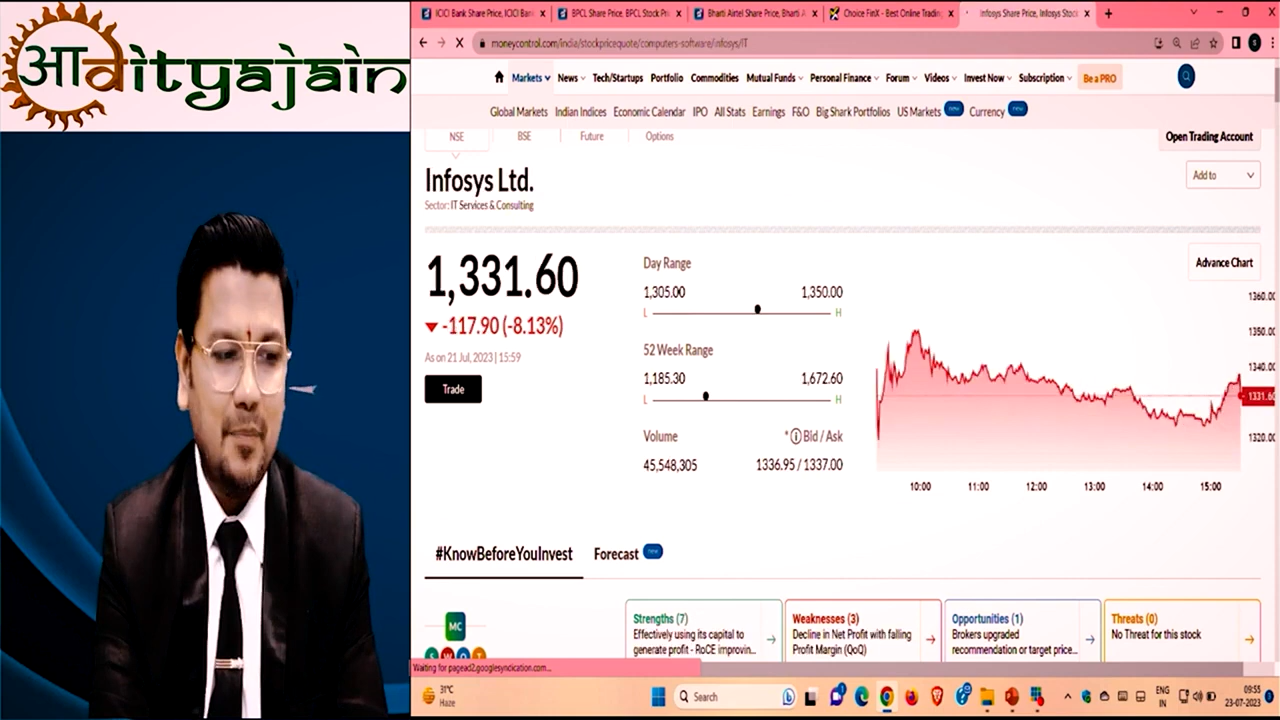 आdityajain
ICICI Bank Share Price, ICICI Ban
BPCL Share Price, BPCL Stock Pri
Bharti Airtel Share Price, Bharti A
Choice FinX - Best Online Trading
Infosys Share Price, Infosys Stock
moneycontrol.com/india/stockpricequote/computers-software/infosys/IT
Markets News Tech/Startups Portfolio Commodities Mutual Funds Personal Finance Forum Videos Invest Now Subscription Be a PRO
Global Markets Indian Indices Economic Calendar IPO All Stats Earnings F&O Big Shark Portfolios US Markets new Currency new
NSE BSE Future Options
Open Trading Account
Infosys Ltd.
Add to
Sector: IT Services & Consulting
1,331.60
-117.90 (-8.13%)
As on 21 Jul, 2023 | 15:59
Trade
Day Range
1,305.00 1,350.00
L H
52 Week Range
1,185.30 1,672.60
L H
Volume * Bid / Ask
45,548,305 1336.95 / 1337.00
Advance Chart
1360.00
1350.00
1340.00
1331.60
1320.00
10:00 11:00 12:00 13:00 14:00 15:00
#KnowBeforeYouInvest Forecast new
MC
S W O T
Strengths (7)
Effectively using its capital to
generate profit - RoCE improvin...
Weaknesses (3)
Decline in Net Profit with falling
Profit Margin (QoQ)
Opportunities (1)
Brokers upgraded
recommendation or target price...
Threats (0)
No Threat for this stock
Waiting for pagead2.googlesyndication.com...
31°C
Haze
Search
ENG
IN
09:55
23-07-2023